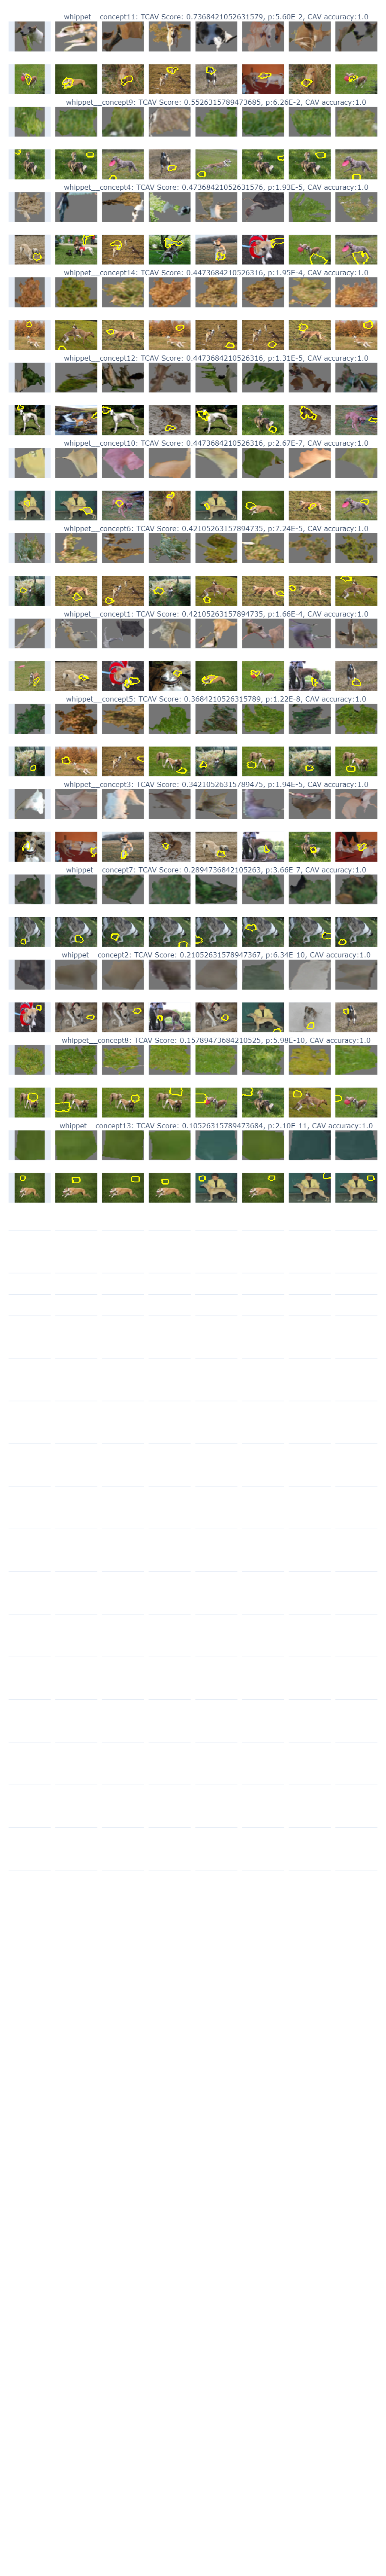 whippet__concept11: TCAV Score: 0.7368421052631579, p:5.60E-2, CAV accuracy:1.0
whippet__concept9: TCAV Score: 0.5526315789473685, p:6.26E-2, CAV accuracy:1.0
whippet__concept4: TCAV Score: 0.47368421052631576, p:1.93E-5, CAV accuracy:1.0
whippet__concept14: TCAV Score: 0.4473684210526316, p:1.95E-4, CAV accuracy:1.0
whippet__concept12: TCAV Score: 0.4473684210526316, p:1.31E-5, CAV accuracy:1.0
whippet__concept10: TCAV Score: 0.4473684210526316, p:2.67E-7, CAV accuracy:1.0
whippet__concept6: TCAV Score: 0.42105263157894735, p:7.24E-5, CAV accuracy:1.0
whippet__concept1: TCAV Score: 0.42105263157894735, p:1.66E-4, CAV accuracy:1.0
whippet__concept5: TCAV Score: 0.3684210526315789, p:1.22E-8, CAV accuracy:1.0
whippet__concept3: TCAV Score: 0.34210526315789475, p:1.94E-5, CAV accuracy:1.0
whippet__concept7: TCAV Score: 0.2894736842105263, p:3.66E-7, CAV accuracy:1.0
whippet__concept2: TCAV Score: 0.21052631578947367, p:6.34E-10, CAV accuracy:1.0
whippet__concept8: TCAV Score: 0.15789473684210525, p:5.98E-10, CAV accuracy:1.0
whippet__concept13: TCAV Score: 0.10526315789473684, p:2.10E-11, CAV accuracy:1.0